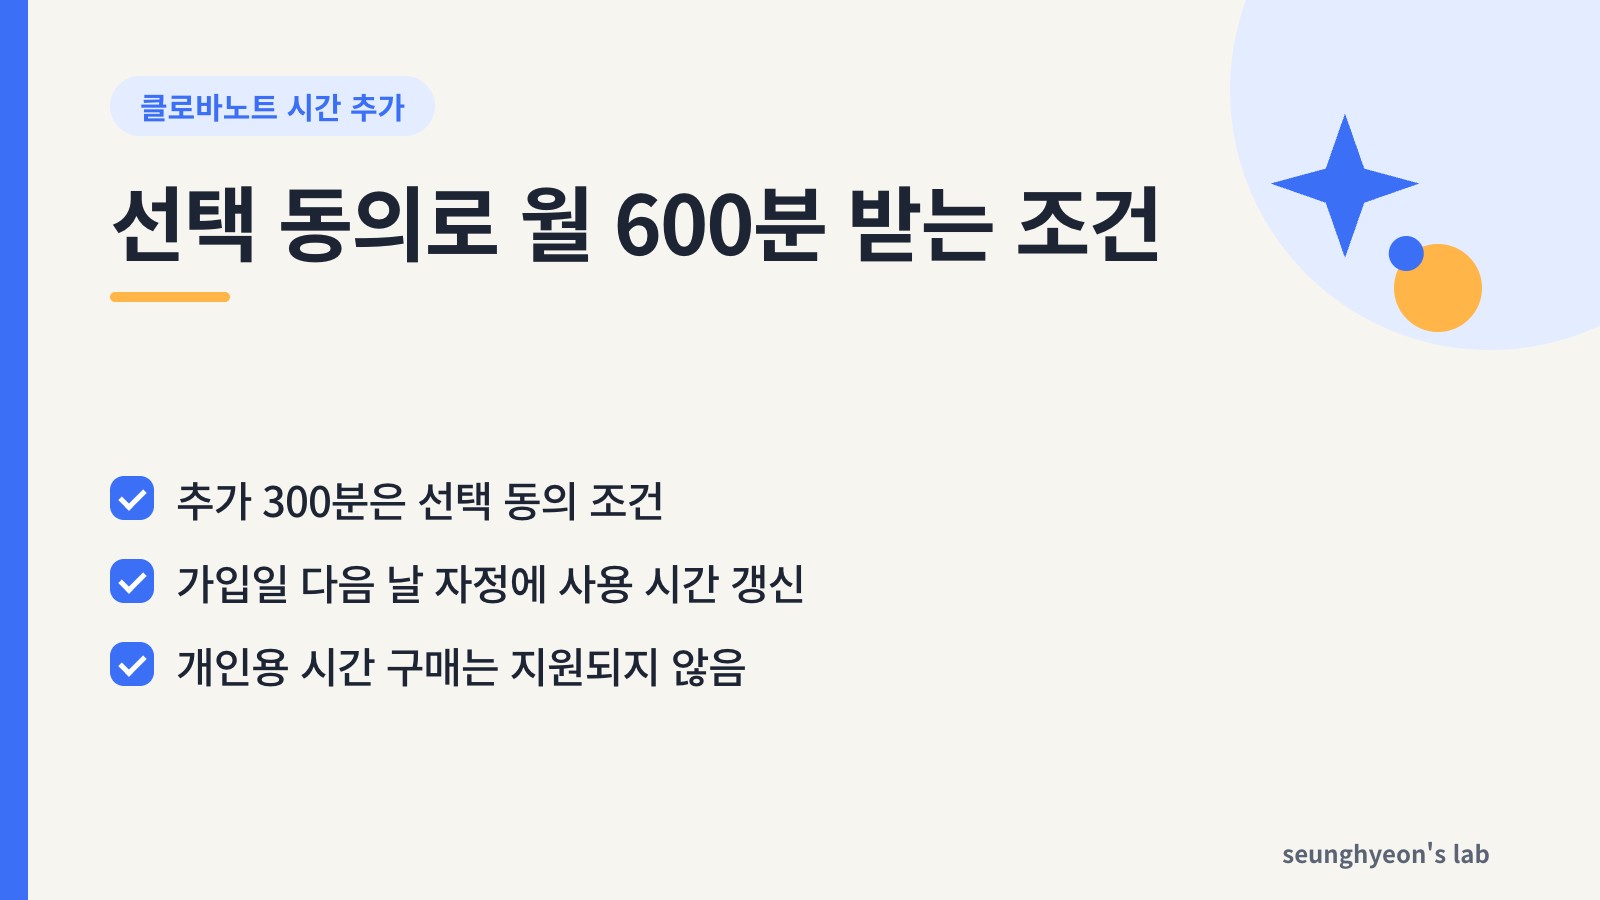 클로바노트 시간 추가
선택 동의로 월 600분 받는 조건
추가 300분은 선택 동의 조건
가입일 다음 날 자정에 사용 시간 갱신
개인용 시간 구매는 지원되지 않음
seunghyeon's lab